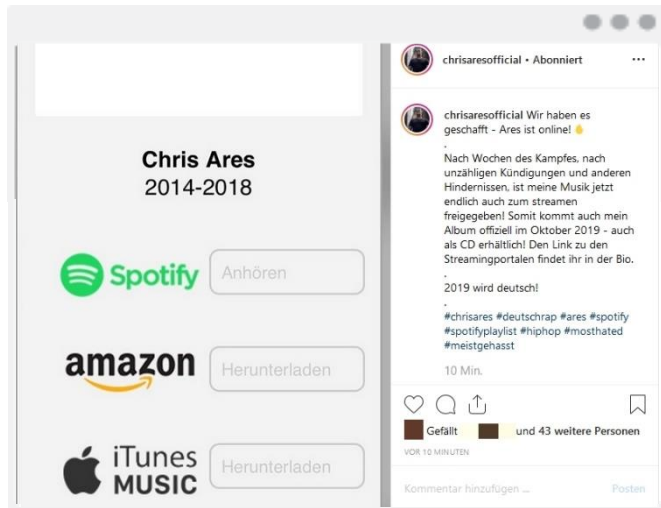 Chris Ares
2014-2018
Spotify
Anhören
amazon
Herunterladen
iTunes
MUSIC
Herunterladen
chrisaresofficial • Abonniert
chrisaresofficial Wir haben es
geschafft - Ares ist online!
.
Nach Wochen des Kampfes, nach
unzähligen Kündigungen und anderen
Hindernissen, ist meine Musik jetzt
endlich auch zum streamen
freigegeben! Somit kommt auch mein
Album offiziell im Oktober 2019 - auch
als CD erhältlich! Den Link zu den
Streamingportalen findet ihr in der Bio.
.
2019 wird deutsch!
.
#chrisares #deutschrap #ares #spotify
#spotifyplaylist #hiphop #mosthated
#meistgehasst
10 Min.
Gefällt und 43 weitere Personen
VOR 10 MINUTEN
Kommentar hinzufügen ... Posten